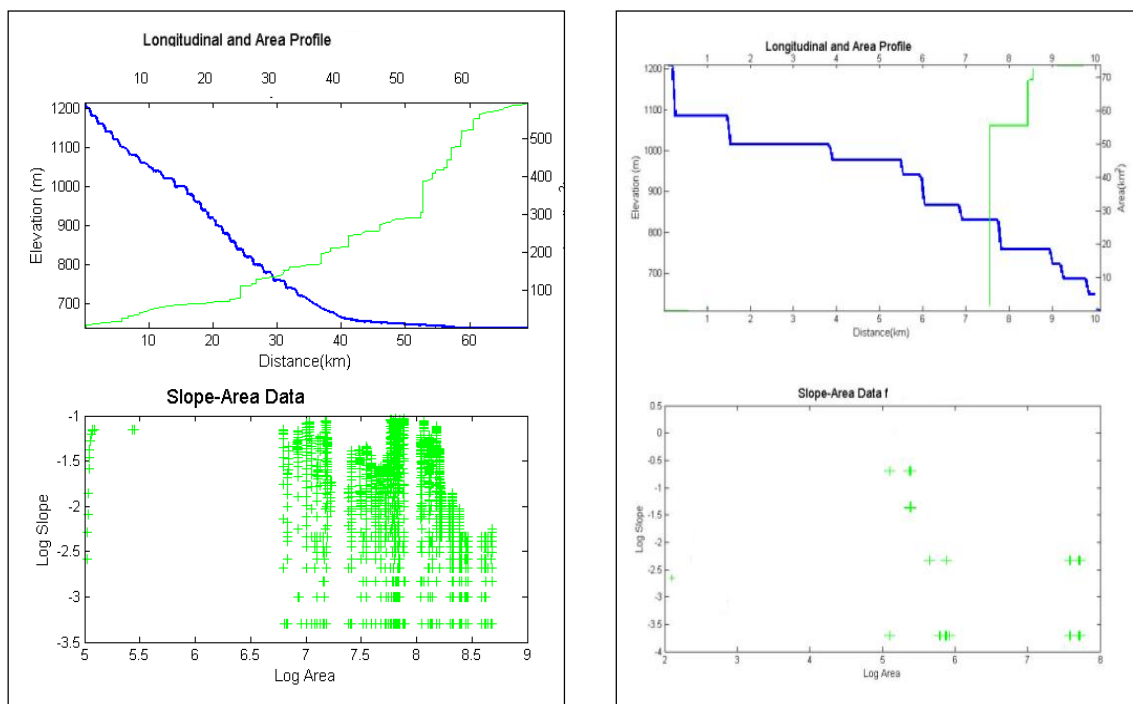 Longitudinal and Area Profile
10 20 30 40 50 60
1200
1100
1000
900
800
700
Elevation (m)
500
400
300
200
100
10 20 30 40 50 60
Distance(km)
Slope-Area Data
-1
-1.5
-2
-2.5
-3
-3.5
Log Slope
5 5.5 6 6.5 7 7.5 8 8.5 9
Log Area
Longitudinal and Area Profile
1 2 3 4 5 6 7 8 9 10
1200
1100
1000
900
800
700
Elevation (m)
70
60
50
40
30
20
10
Area(km²)
1 2 3 4 5 6 7 8 9 10
Distance(km)
Slope-Area Data f
0.5
0
-0.5
-1
-1.5
-2
-2.5
-3
-3.5
-4
Log Slope
2 3 4 5 6 7 8
Log Area